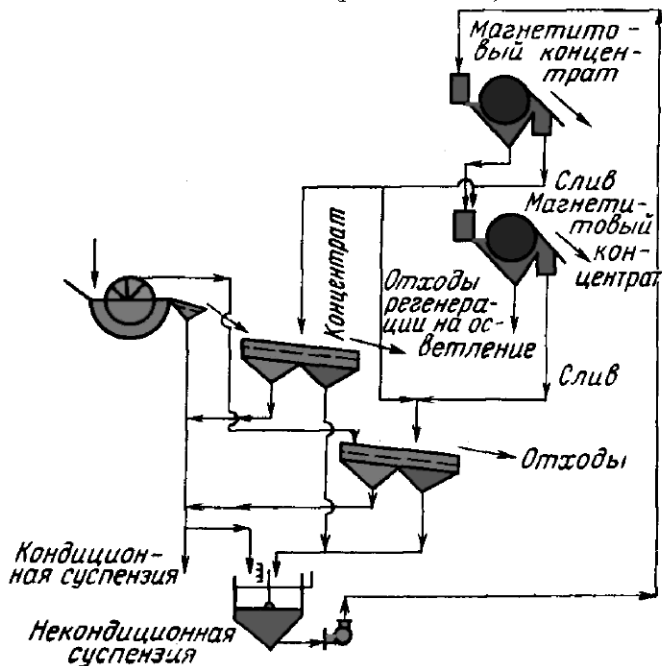 Магнетито-
вый концен-
трат
Слив
Магнети-
товый
кон-
центрат
Концентрат
Отходы
регенера-
ции на ос-
ветление
Слив
Отходы
Кондицион-
ная суспензия
Некондиционная
суспензия